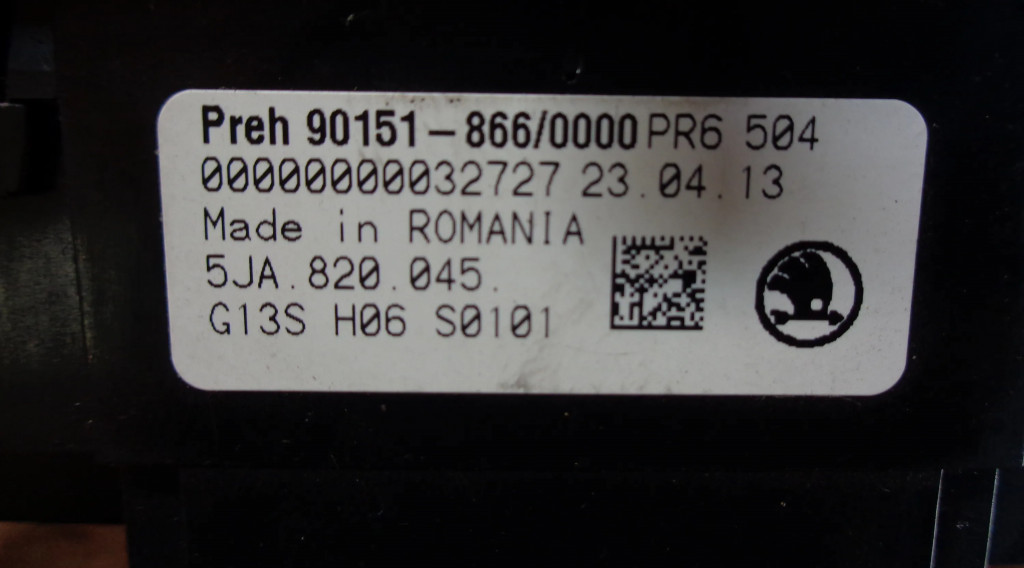 Preh 90151-866/0000 PR6 504
00000000032727 23.04.13
Made in ROMANIA
5JA.820.045.
G13S H06 S0101